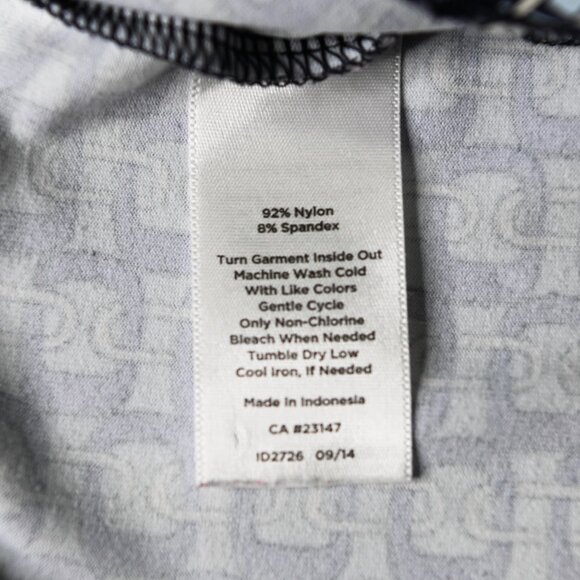 92% Nylon
8% Spandex
Turn Garment Inside Out
Machine Wash Cold
With Like Colors
Gentle Cycle
Only Non-Chlorine
Bleach When Needed
Tumble Dry Low
Cool Iron, If Needed
Made In Indonesia
CA #23147
ID2726 09/14